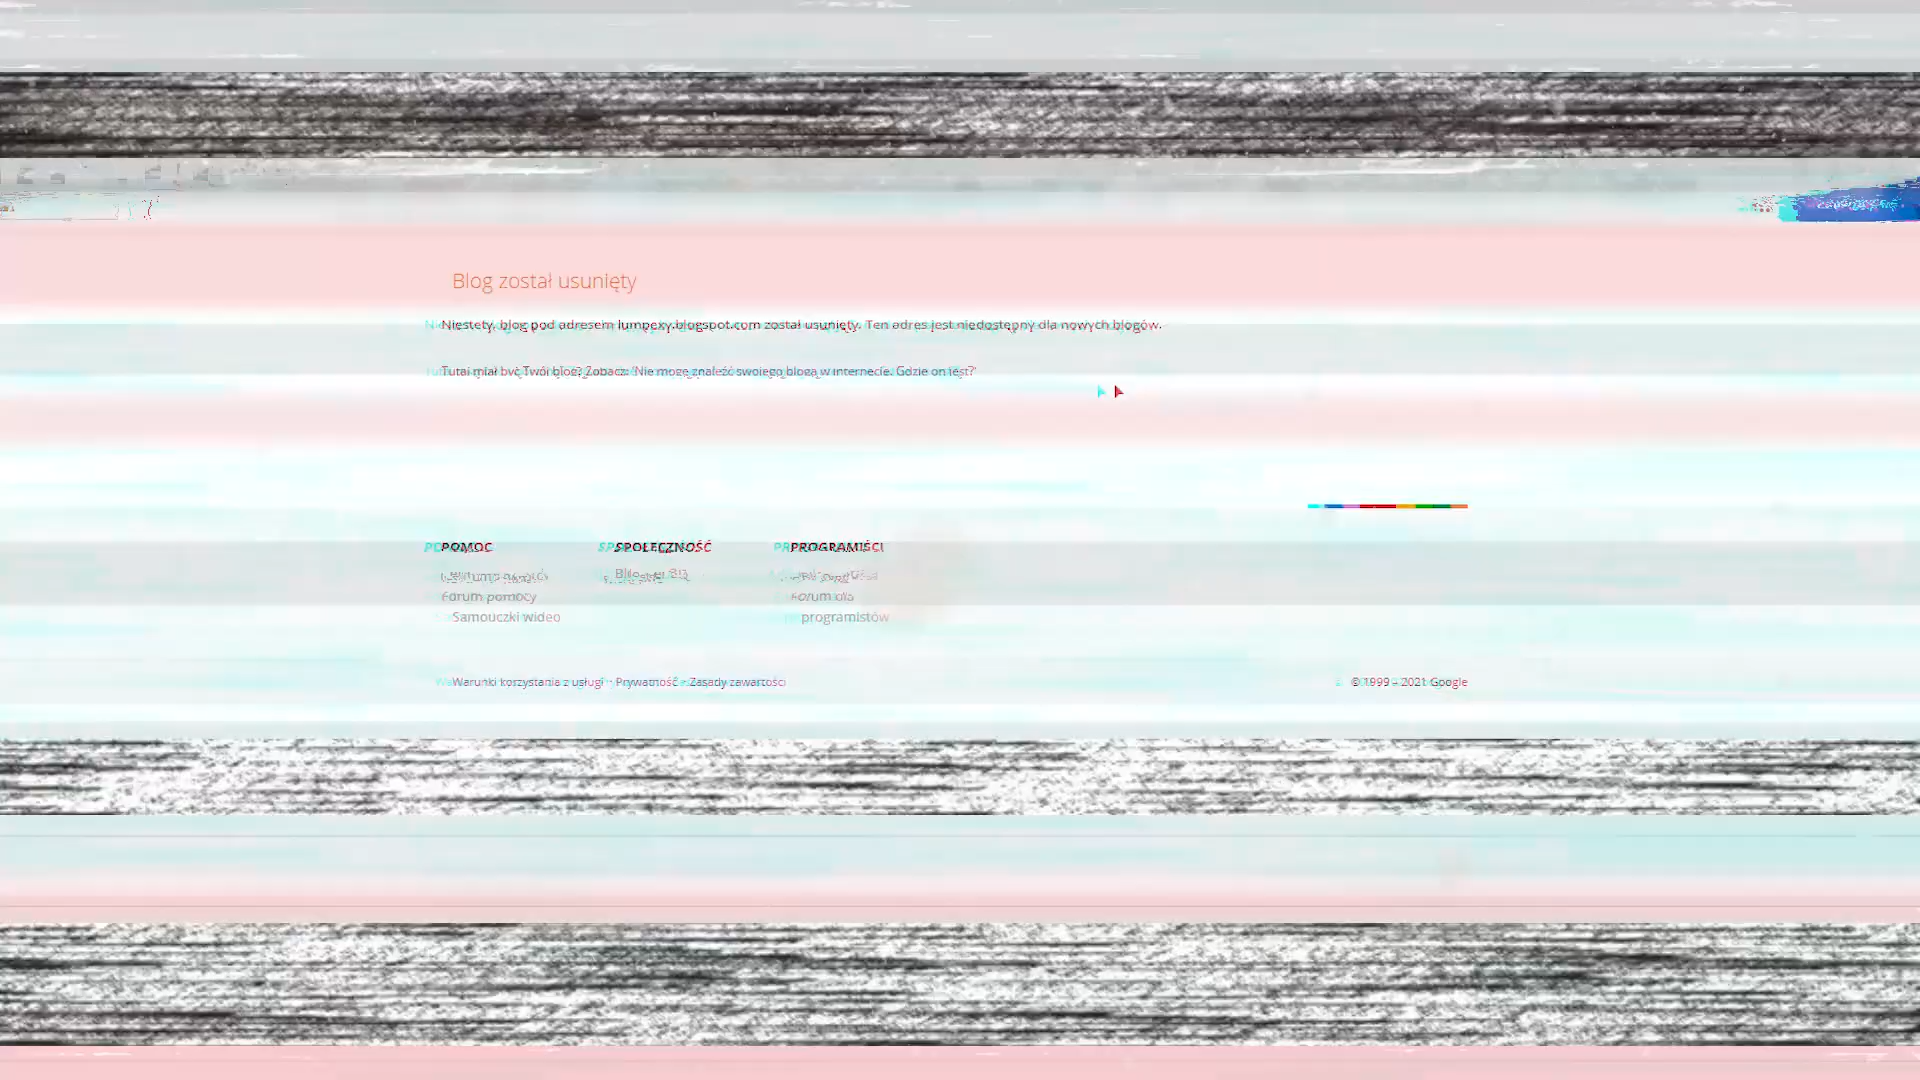 Blog został usunięty
Niestety, blog pod adresem lumpexy.blogspot.com został usunięty. Ten adres jest niedostępny dla nowych blogów.
Tutaj miał być Twój blog? Zobacz: 'Nie mogę znaleźć swojego bloga w internecie. Gdzie on jest?'
POMOC SPOŁECZNOŚĆ PROGRAMIŚCI
Forum pomocy Forum dla
Samouczki wideo programistów
Warunki korzystania z usługi - Prywatność - Zasady zawartości © 1999 – 2021 Google